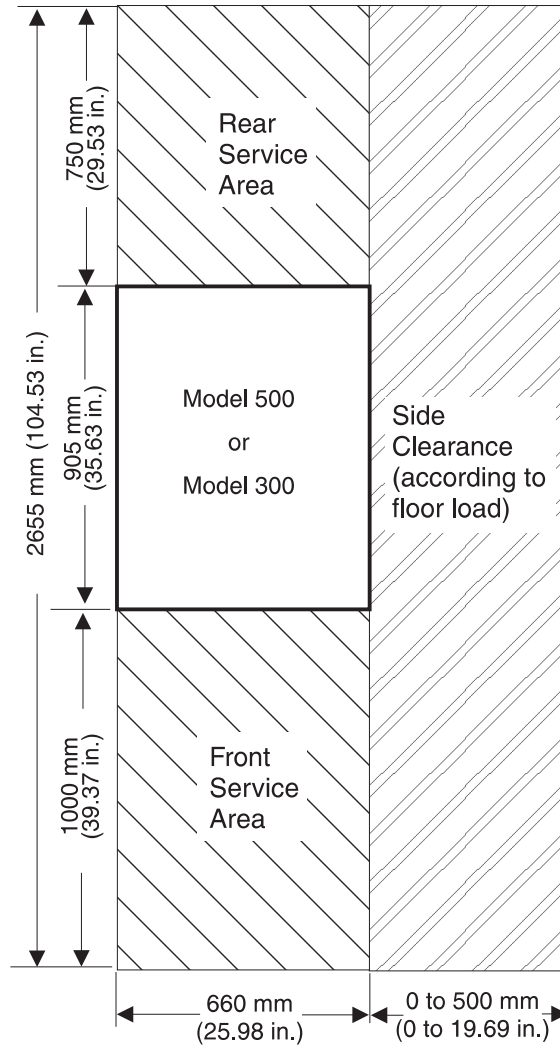 750 mm
(29.53 in.)
Rear
Service
Area
2655 mm (104.53 in.)
905 mm
(35.63 in.)
Model 500
or
Model 300
Side
Clearance
(according to
floor load)
1000 mm
(39.37 in.)
Front
Service
Area
660 mm
(25.98 in.)
0 to 500 mm
(0 to 19.69 in.)